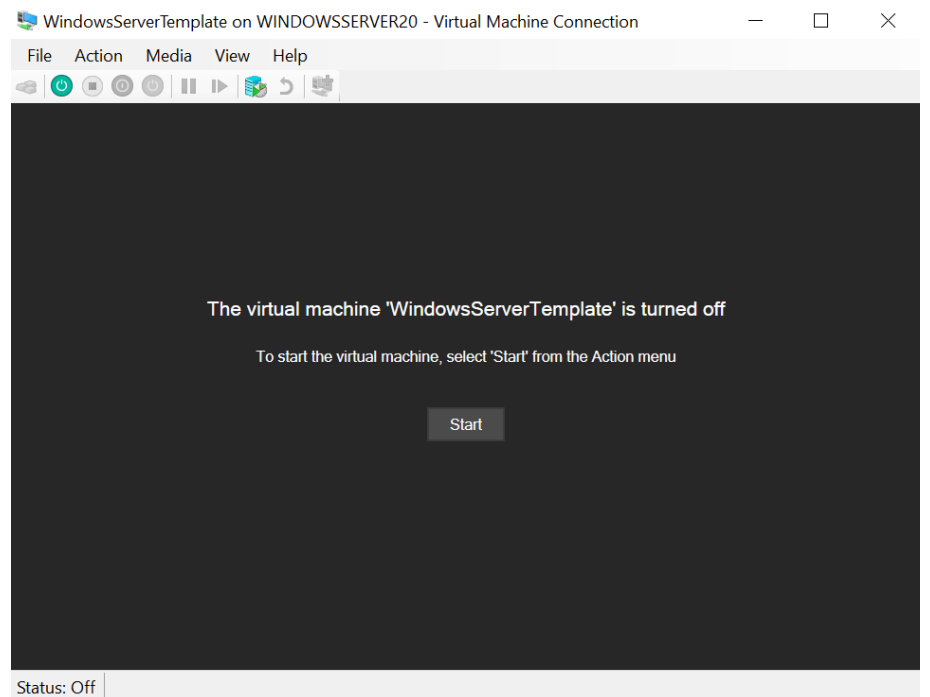 WindowsServerTemplate on WINDOWSSERVER20 - Virtual Machine Connection
File Action Media View Help
The virtual machine 'WindowsServerTemplate' is turned off
To start the virtual machine, select 'Start' from the Action menu
Start
Status: Off